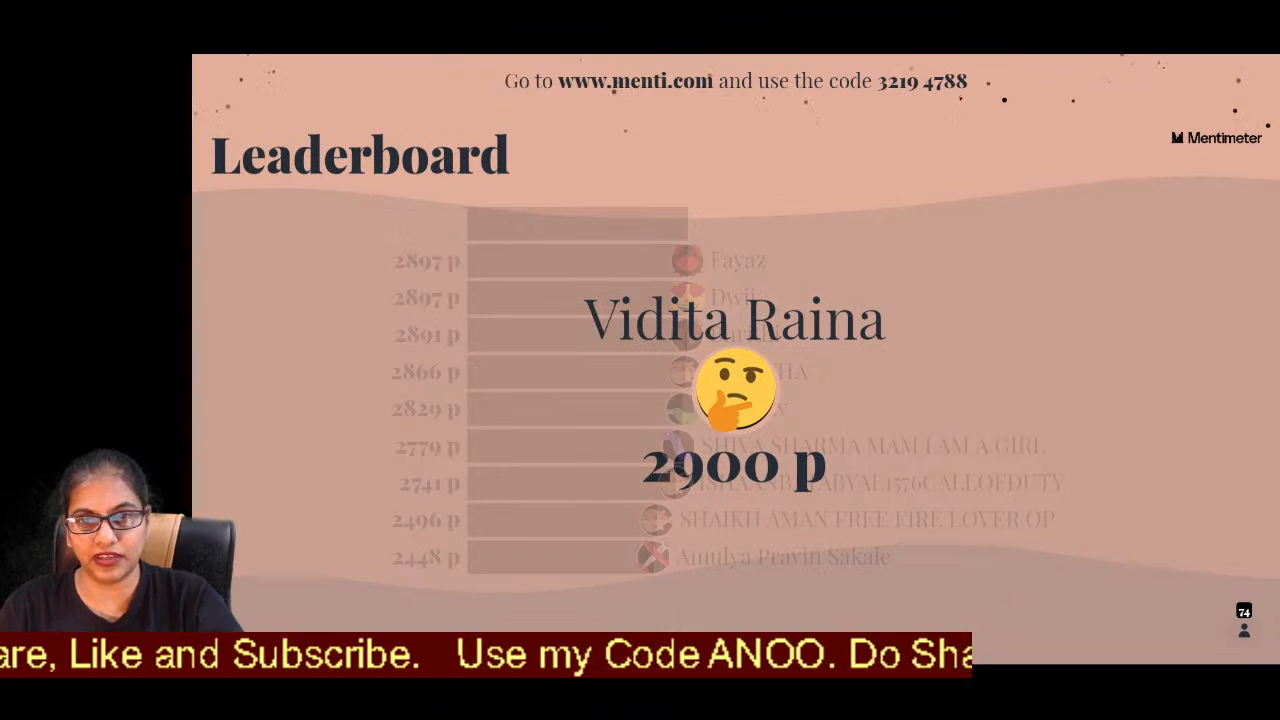 Go to www.menti.com and use the code 3219 4788
Mentimeter
Leaderboard
2897 p Fayaz
2897 p Dwij
Vidita Raina
2891 p
2866 p
2829 p
2779 p SHIVA SHARMA MAM I AM A GIRL
2900 p
2741 p
2496 p SHAIKH AMAN FREE FIRE LOVER OP
2448 p Amulya Pravin Sakale
74
are, Like and Subscribe. Use my Code ANOO. Do Sha